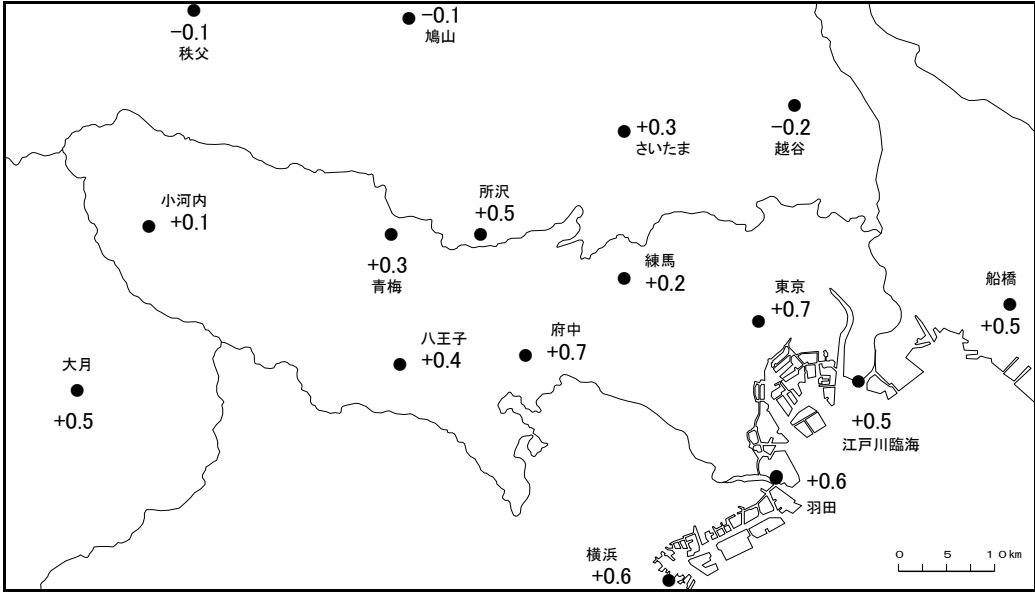 −0.1
秩父
−0.1
鳩山
+0.3
さいたま
−0.2
越谷
小河内
+0.1
所沢
+0.5
+0.3
青梅
練馬
+0.2
東京
+0.7
船橋
+0.5
大月
+0.5
八王子
+0.4
府中
+0.7
+0.5
江戸川臨海
+0.6
羽田
横浜
+0.6
0 5 10km